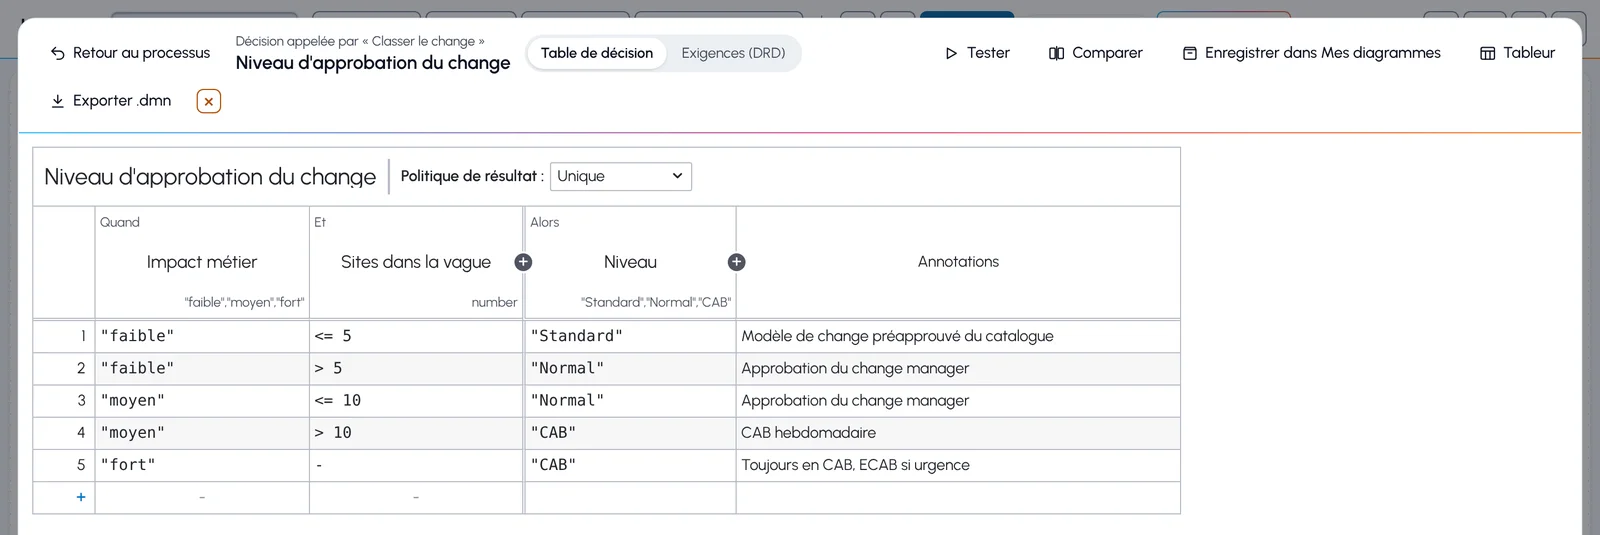 Retour au processus
Décision appelée par « Classer le change »
Niveau d'approbation du change
Table de décision
Exigences (DRD)
Tester
Comparer
Enregistrer dans Mes diagrammes
Tableur
Exporter .dmn
Niveau d'approbation du change
Politique de résultat :
Unique
Quand Et Alors
Impact métier Sites dans la vague + Niveau + Annotations
"faible","moyen","fort" number "Standard","Normal","CAB"
1 "faible" <= 5 "Standard" Modèle de change préapprouvé du catalogue
2 "faible" > 5 "Normal" Approbation du change manager
3 "moyen" <= 10 "Normal" Approbation du change manager
4 "moyen" > 10 "CAB" CAB hebdomadaire
5 "fort" - "CAB" Toujours en CAB, ECAB si urgence
+ - -